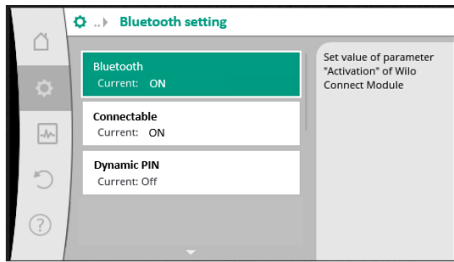 ..▸ Bluetooth setting
Bluetooth
Current: ON
Connectable
Current: ON
Dynamic PIN
Current: Off
Set value of parameter
"Activation" of Wilo
Connect Module
?